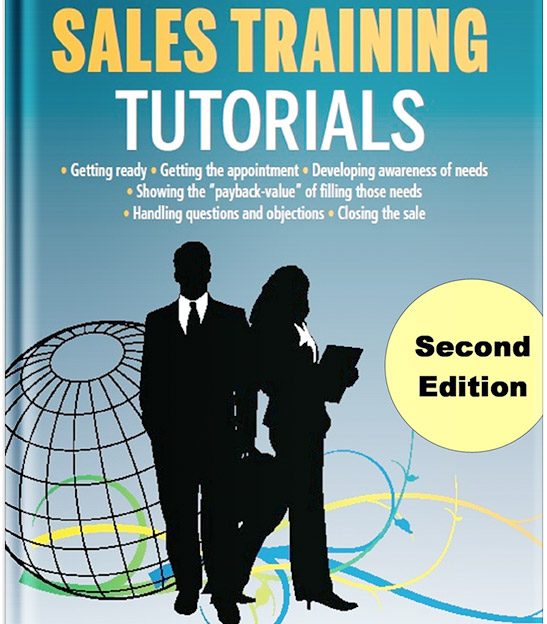 SALES TRAINING
TUTORIALS
• Getting ready • Getting the appointment • Developing awareness of needs
• Showing the "payback-value" of filling those needs
• Handling questions and objections • Closing the sale
Second
Edition